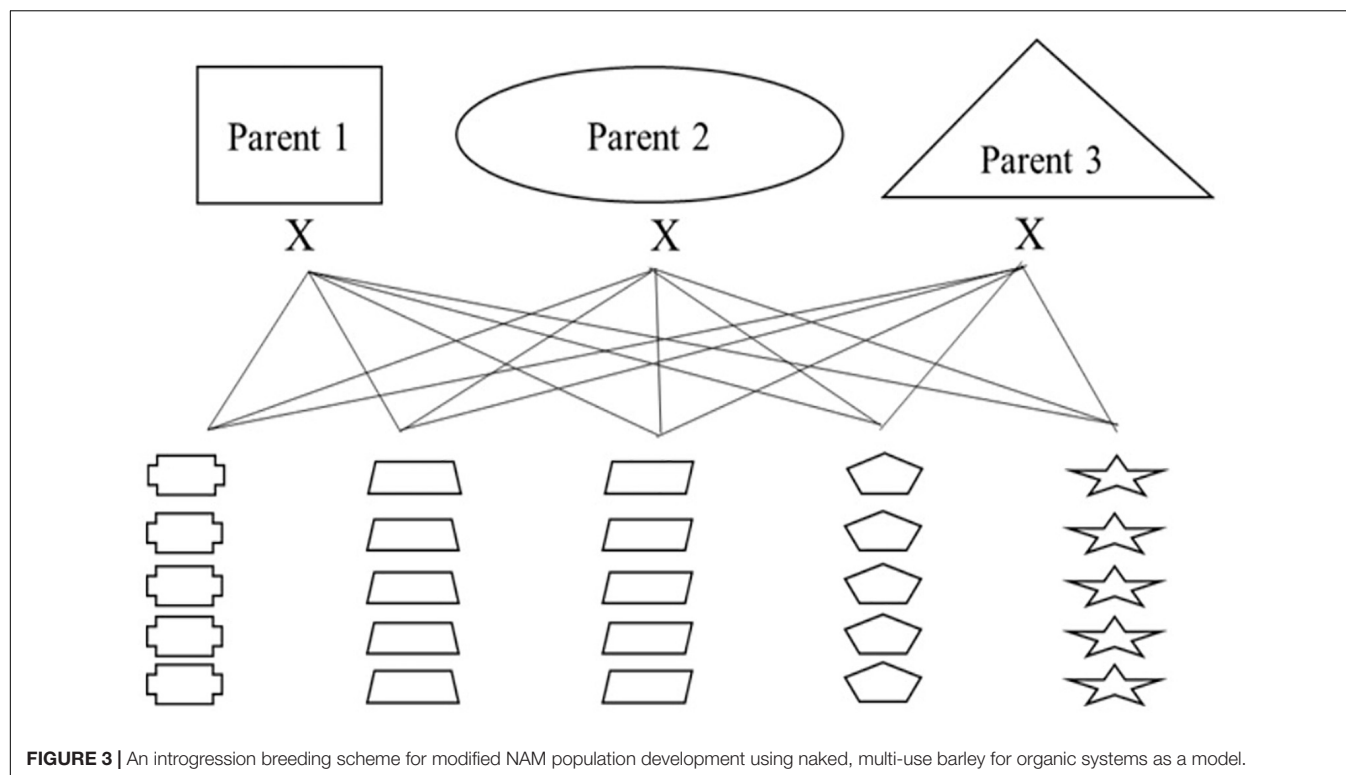 Parent 1
Parent 2
Parent 3
X
X
X
FIGURE 3 | An introgression breeding scheme for modified NAM population development using naked, multi-use barley for organic systems as a model.